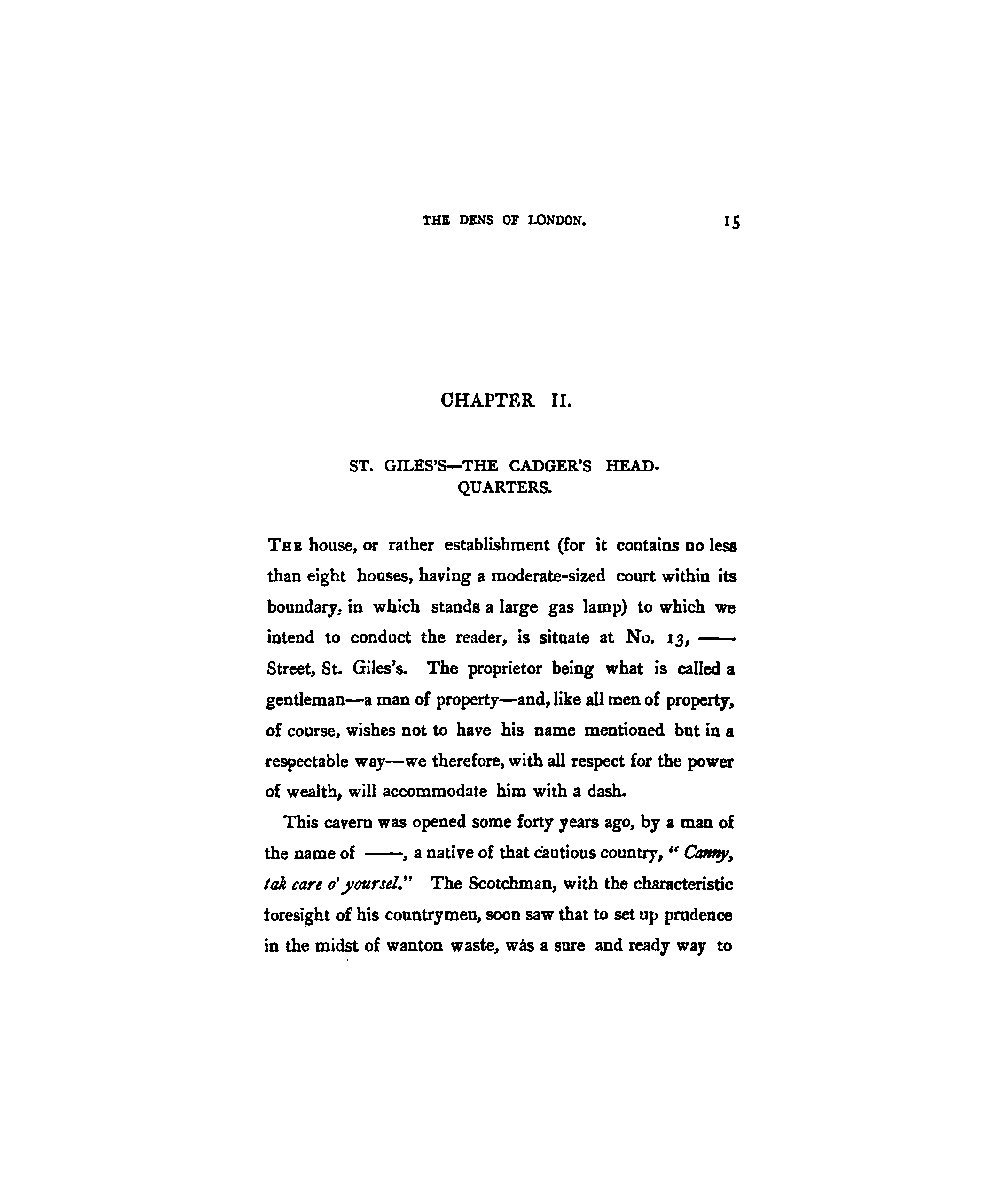 THE DENS OF LONDON. 15
CHAPTER II.
ST. GILES'S—THE CADGER'S HEAD-
QUARTERS.
THE house, or rather establishment (for it contains no less
than eight houses, having a moderate-sized court within its
boundary, in which stands a large gas lamp) to which we
intend to conduct the reader, is situate at No. 13, ——
Street, St. Giles's. The proprietor being what is called a
gentleman—a man of property—and, like all men of property,
of course, wishes not to have his name mentioned but in a
respectable way—we therefore, with all respect for the power
of wealth, will accommodate him with a dash.
This cavern was opened some forty years ago, by a man of
the name of ——, a native of that cautious country, "Canny,
tak care o' yoursel." The Scotchman, with the characteristic
foresight of his countrymen, soon saw that to set up prudence
in the midst of wanton waste, was a sure and ready way to